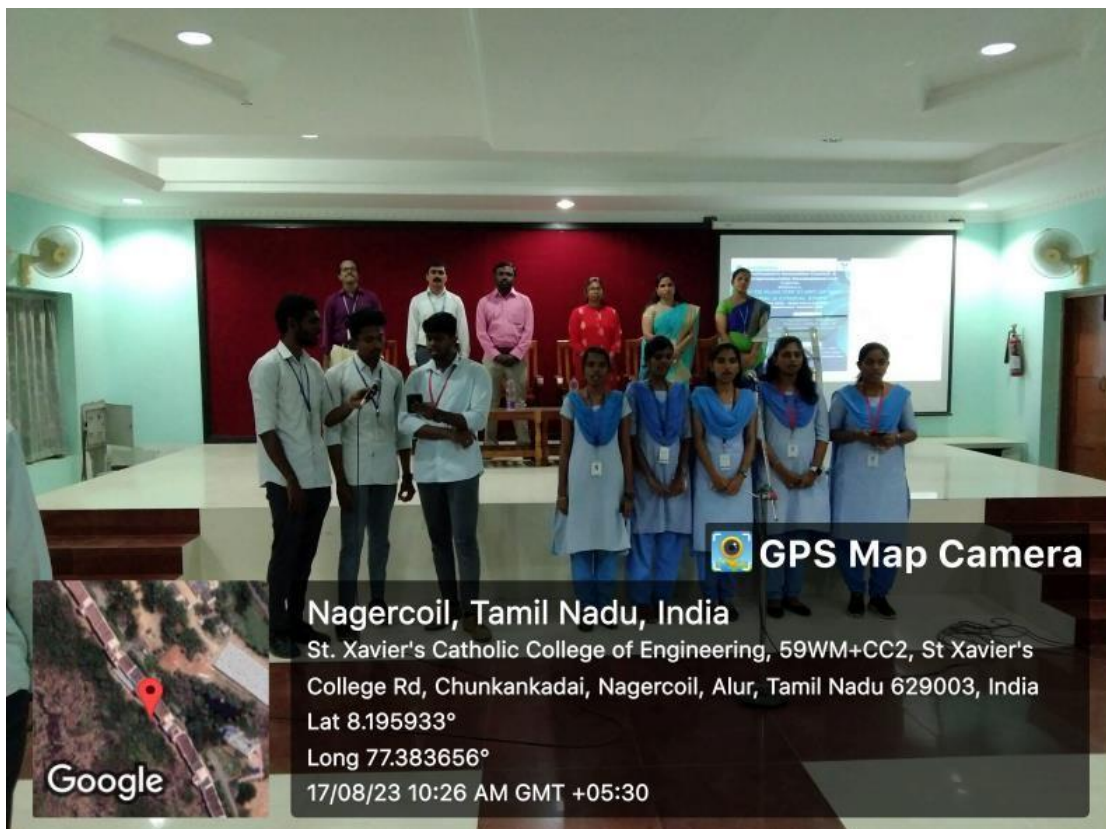 GPS Map Camera
Nagercoil, Tamil Nadu, India
St. Xavier's Catholic College of Engineering, 59WM+CC2, St Xavier's
College Rd, Chunkankadai, Nagercoil, Alur, Tamil Nadu 629003, India
Lat 8.195933°
Long 77.383656°
17/08/23 10:26 AM GMT +05:30
Google